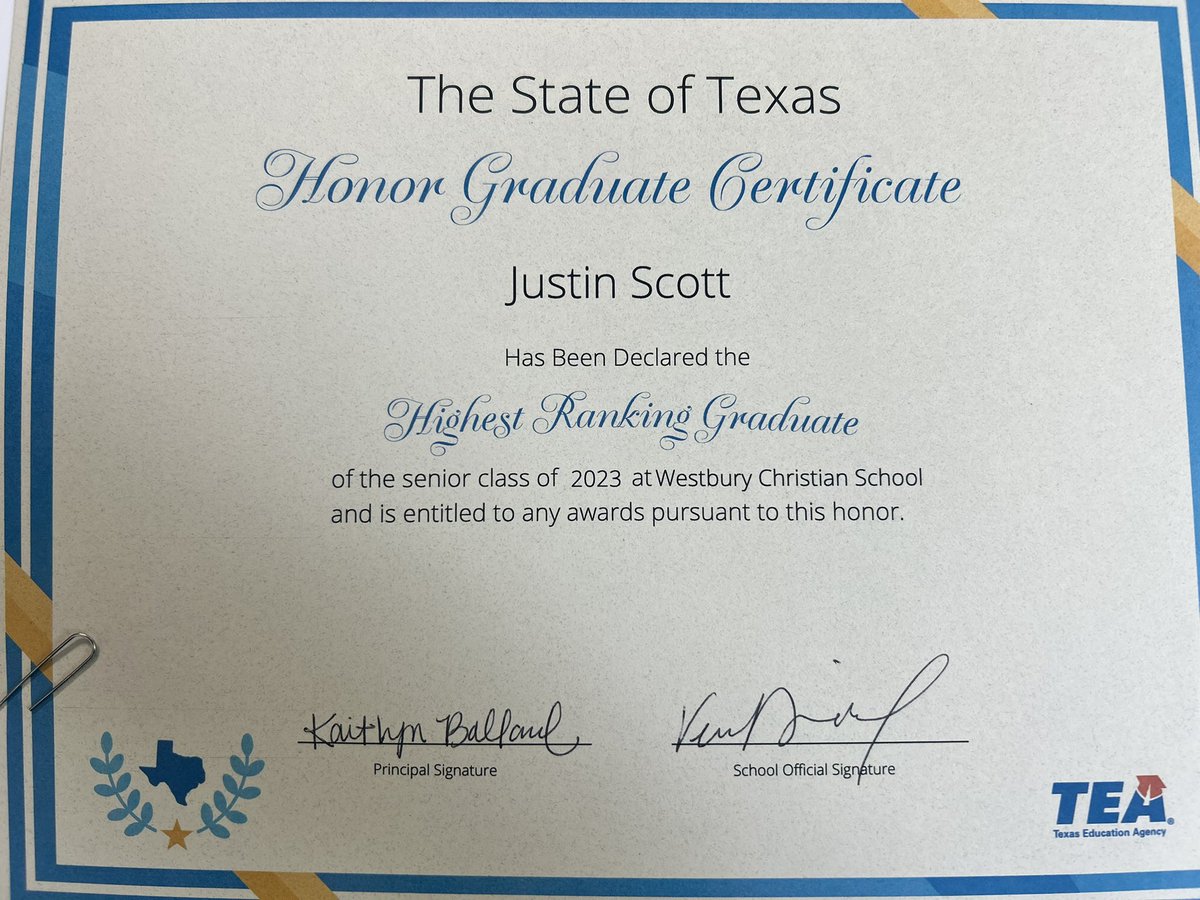 The State of Texas
Honor Graduate Certificate
Justin Scott
Has Been Declared the
Highest Ranking Graduate
of the senior class of 2023 at Westbury Christian School
and is entitled to any awards pursuant to this honor.
Kaitlyn Ballard
Principal Signature
School Official Signature
TEA®
Texas Education Agency